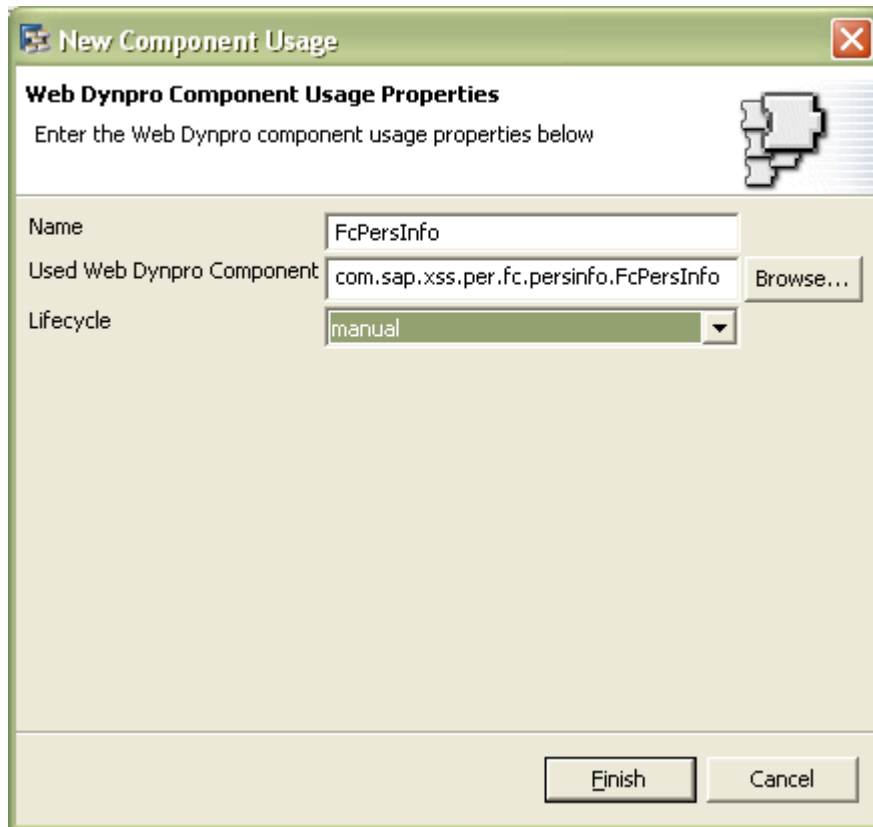 New Component Usage
Web Dynpro Component Usage Properties
Enter the Web Dynpro component usage properties below
Name FcPersInfo
Used Web Dynpro Component com.sap.xss.per.fc.persinfo.FcPersInfo Browse...
Lifecycle manual
Finish Cancel